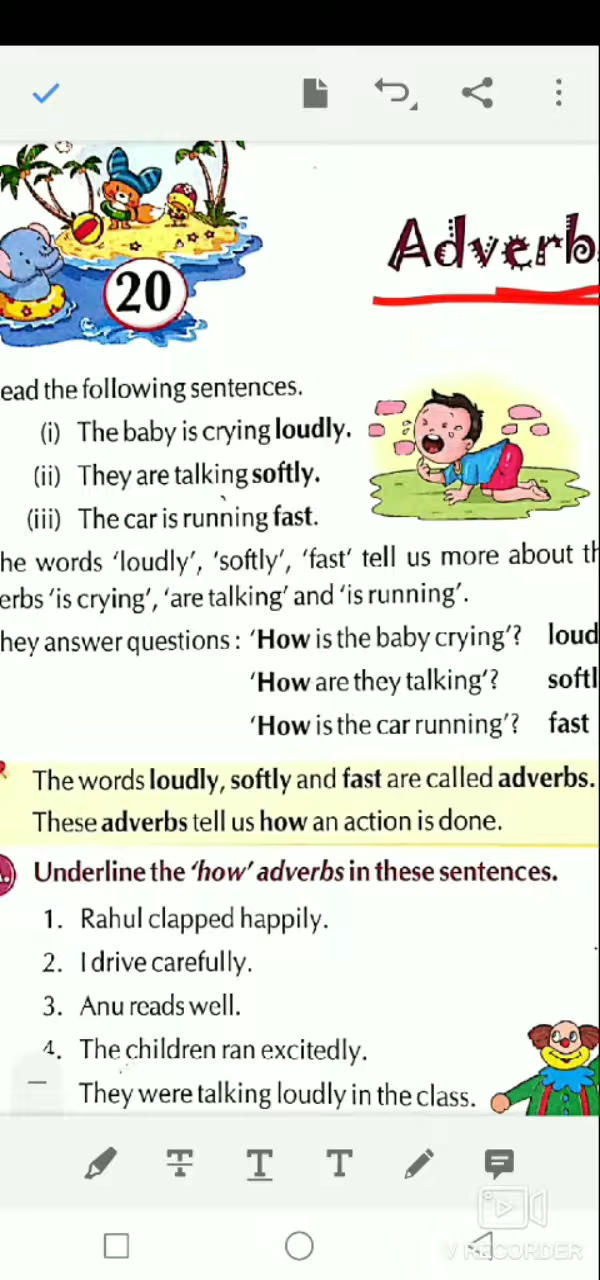 Adverb
20
ead the following sentences.
(i) The baby is crying loudly.
(ii) They are talking softly.
(iii) The car is running fast.
he words ‘loudly’, ‘softly’, ‘fast’ tell us more about th
erbs ‘is crying’, ‘are talking’ and ‘is running’.
hey answer questions : ‘How is the baby crying’? loud
‘How are they talking’? softl
‘How is the car running’? fast
The words loudly, softly and fast are called adverbs.
These adverbs tell us how an action is done.
Underline the ‘how’ adverbs in these sentences.
1. Rahul clapped happily.
2. I drive carefully.
3. Anu reads well.
4. The children ran excitedly.
They were talking loudly in the class.
T T T
V RECORDER